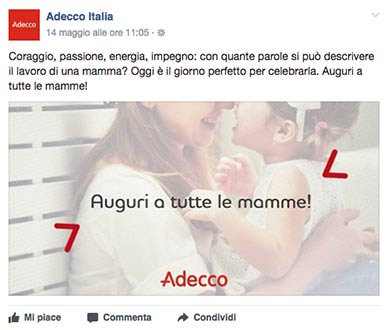 Adecco
Adecco Italia
14 maggio alle ore 11:05 ·
Coraggio, passione, energia, impegno: con quante parole si può descrivere
il lavoro di una mamma? Oggi è il giorno perfetto per celebrarla. Auguri a
tutte le mamme!
Auguri a tutte le mamme!
Adecco
Mi piace Commenta Condividi